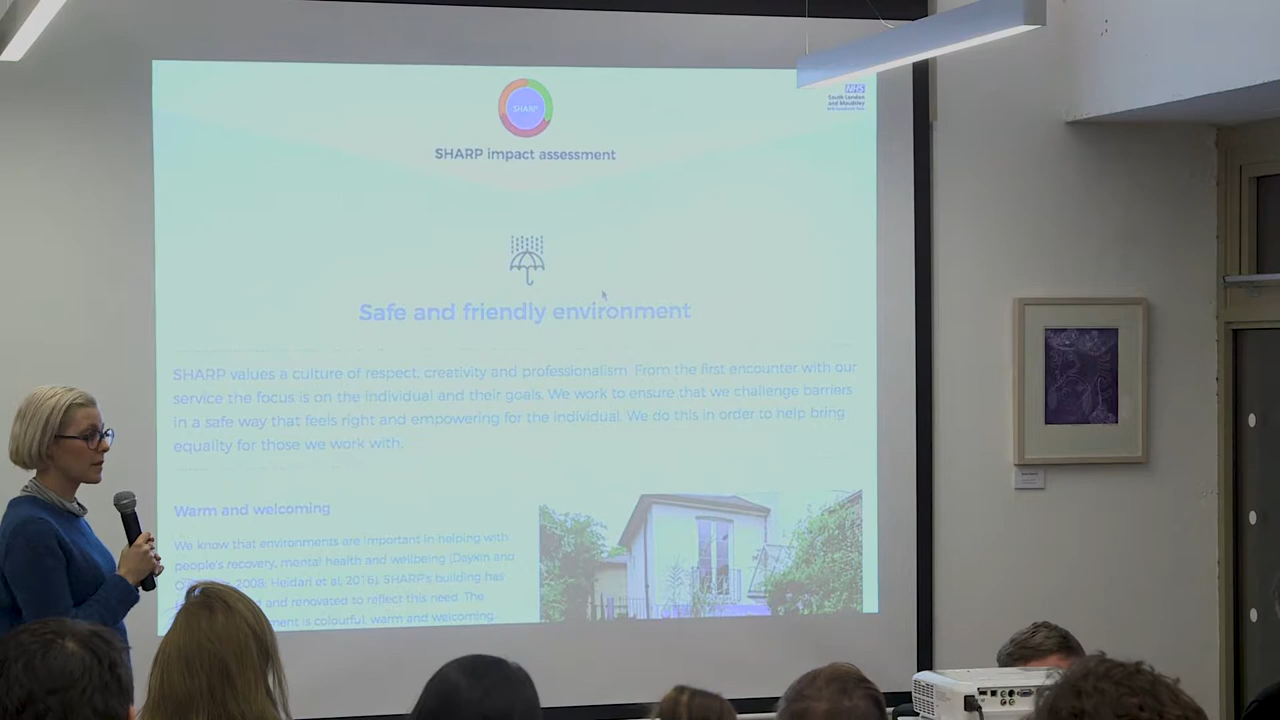 SHARP
NHS
South London
and Maudsley
SHARP impact assessment
Safe and friendly environment
SHARP values a culture of respect, creativity and professionalism. From the first encounter with our
service the focus is on the individual and their goals. We work to ensure that we challenge barriers
in a safe way that feels right and empowering for the individual. We do this in order to help bring
equality for those we work with.
Warm and welcoming
We know that environments are important in helping with
people's recovery, mental health and wellbeing (Daykin and
2008; Heidari et al, 2016). SHARP's building has
and renovated to reflect this need. The
is colourful, warm and welcoming.